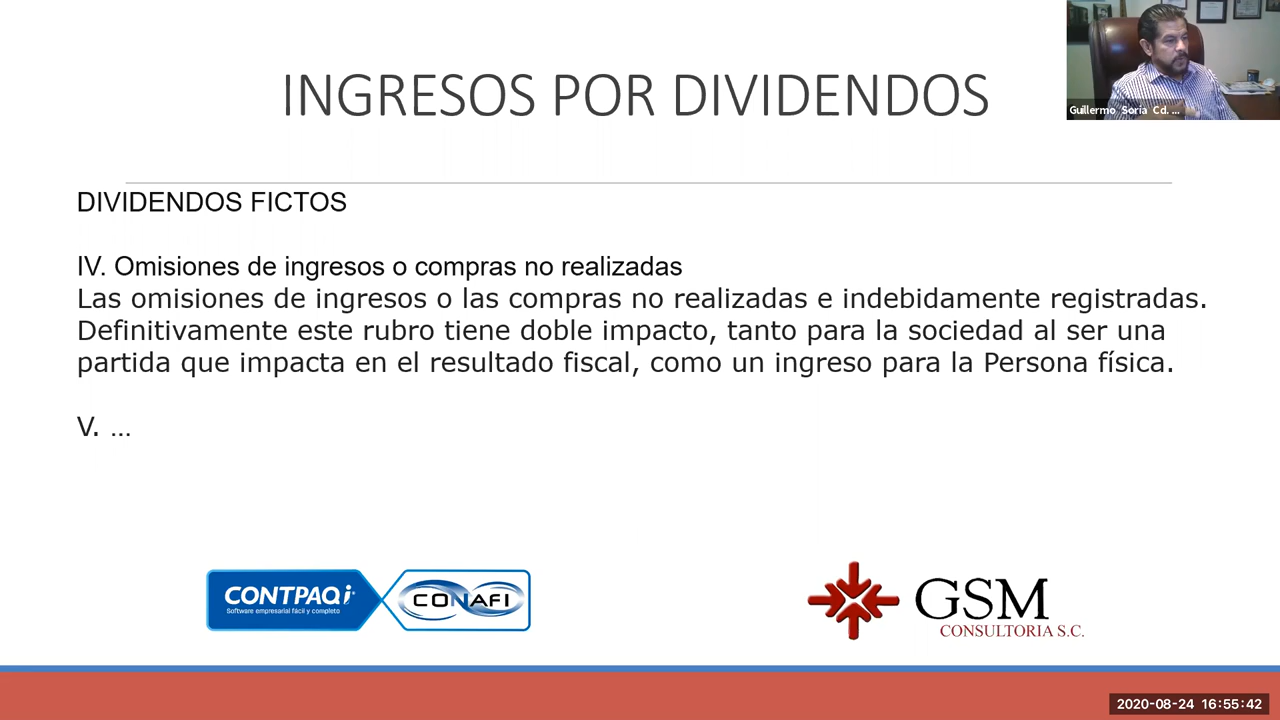 INGRESOS POR DIVIDENDOS
Guillermo Soria Cd. ...
DIVIDENDOS FICTOS
IV. Omisiones de ingresos o compras no realizadas
Las omisiones de ingresos o las compras no realizadas e indebidamente registradas.
Definitivamente este rubro tiene doble impacto, tanto para la sociedad al ser una
partida que impacta en el resultado fiscal, como un ingreso para la Persona física.
V. ...
CONTPAQi®
Software empresarial fácil y completo
CONAFI
GSM
CONSULTORIA S.C.
2020-08-24 16:55:42